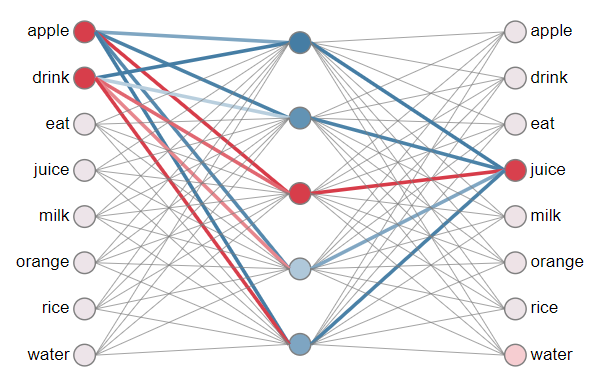 apple
drink
eat
juice
milk
orange
rice
water
apple
drink
eat
juice
milk
orange
rice
water